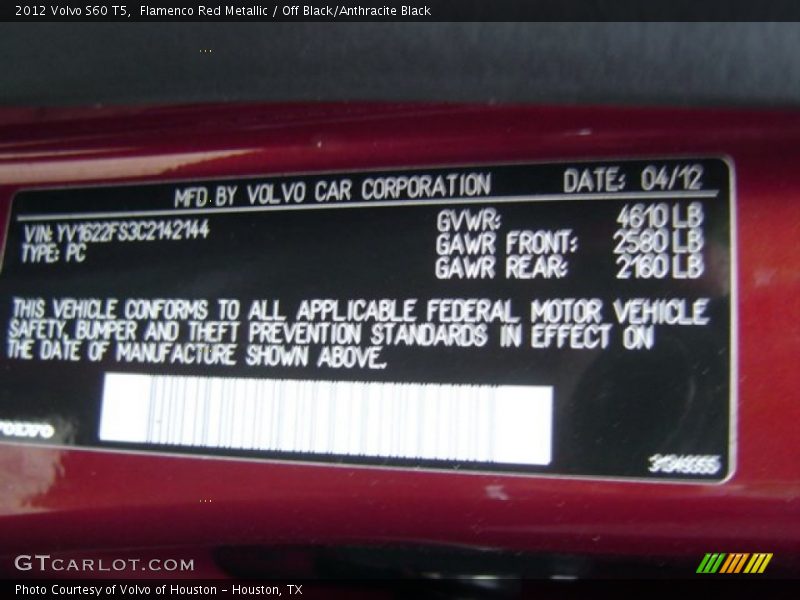 2012 Volvo S60 T5,  Flamenco Red Metallic / Off Black/Anthracite Black
MFD. BY VOLVO CAR CORPORATION DATE: 04/12
VIN: YV1622FS3C2142144 GVWR: 4610 LB
TYPE: PC GAWR FRONT: 2580 LB
GAWR REAR: 2160 LB
THIS VEHICLE CONFORMS TO ALL APPLICABLE FEDERAL MOTOR VEHICLE
SAFETY, BUMPER AND THEFT PREVENTION STANDARDS IN EFFECT ON
THE DATE OF MANUFACTURE SHOWN ABOVE.
VOLVO
GTCARLOT.COM
Photo Courtesy of Volvo of Houston - Houston, TX